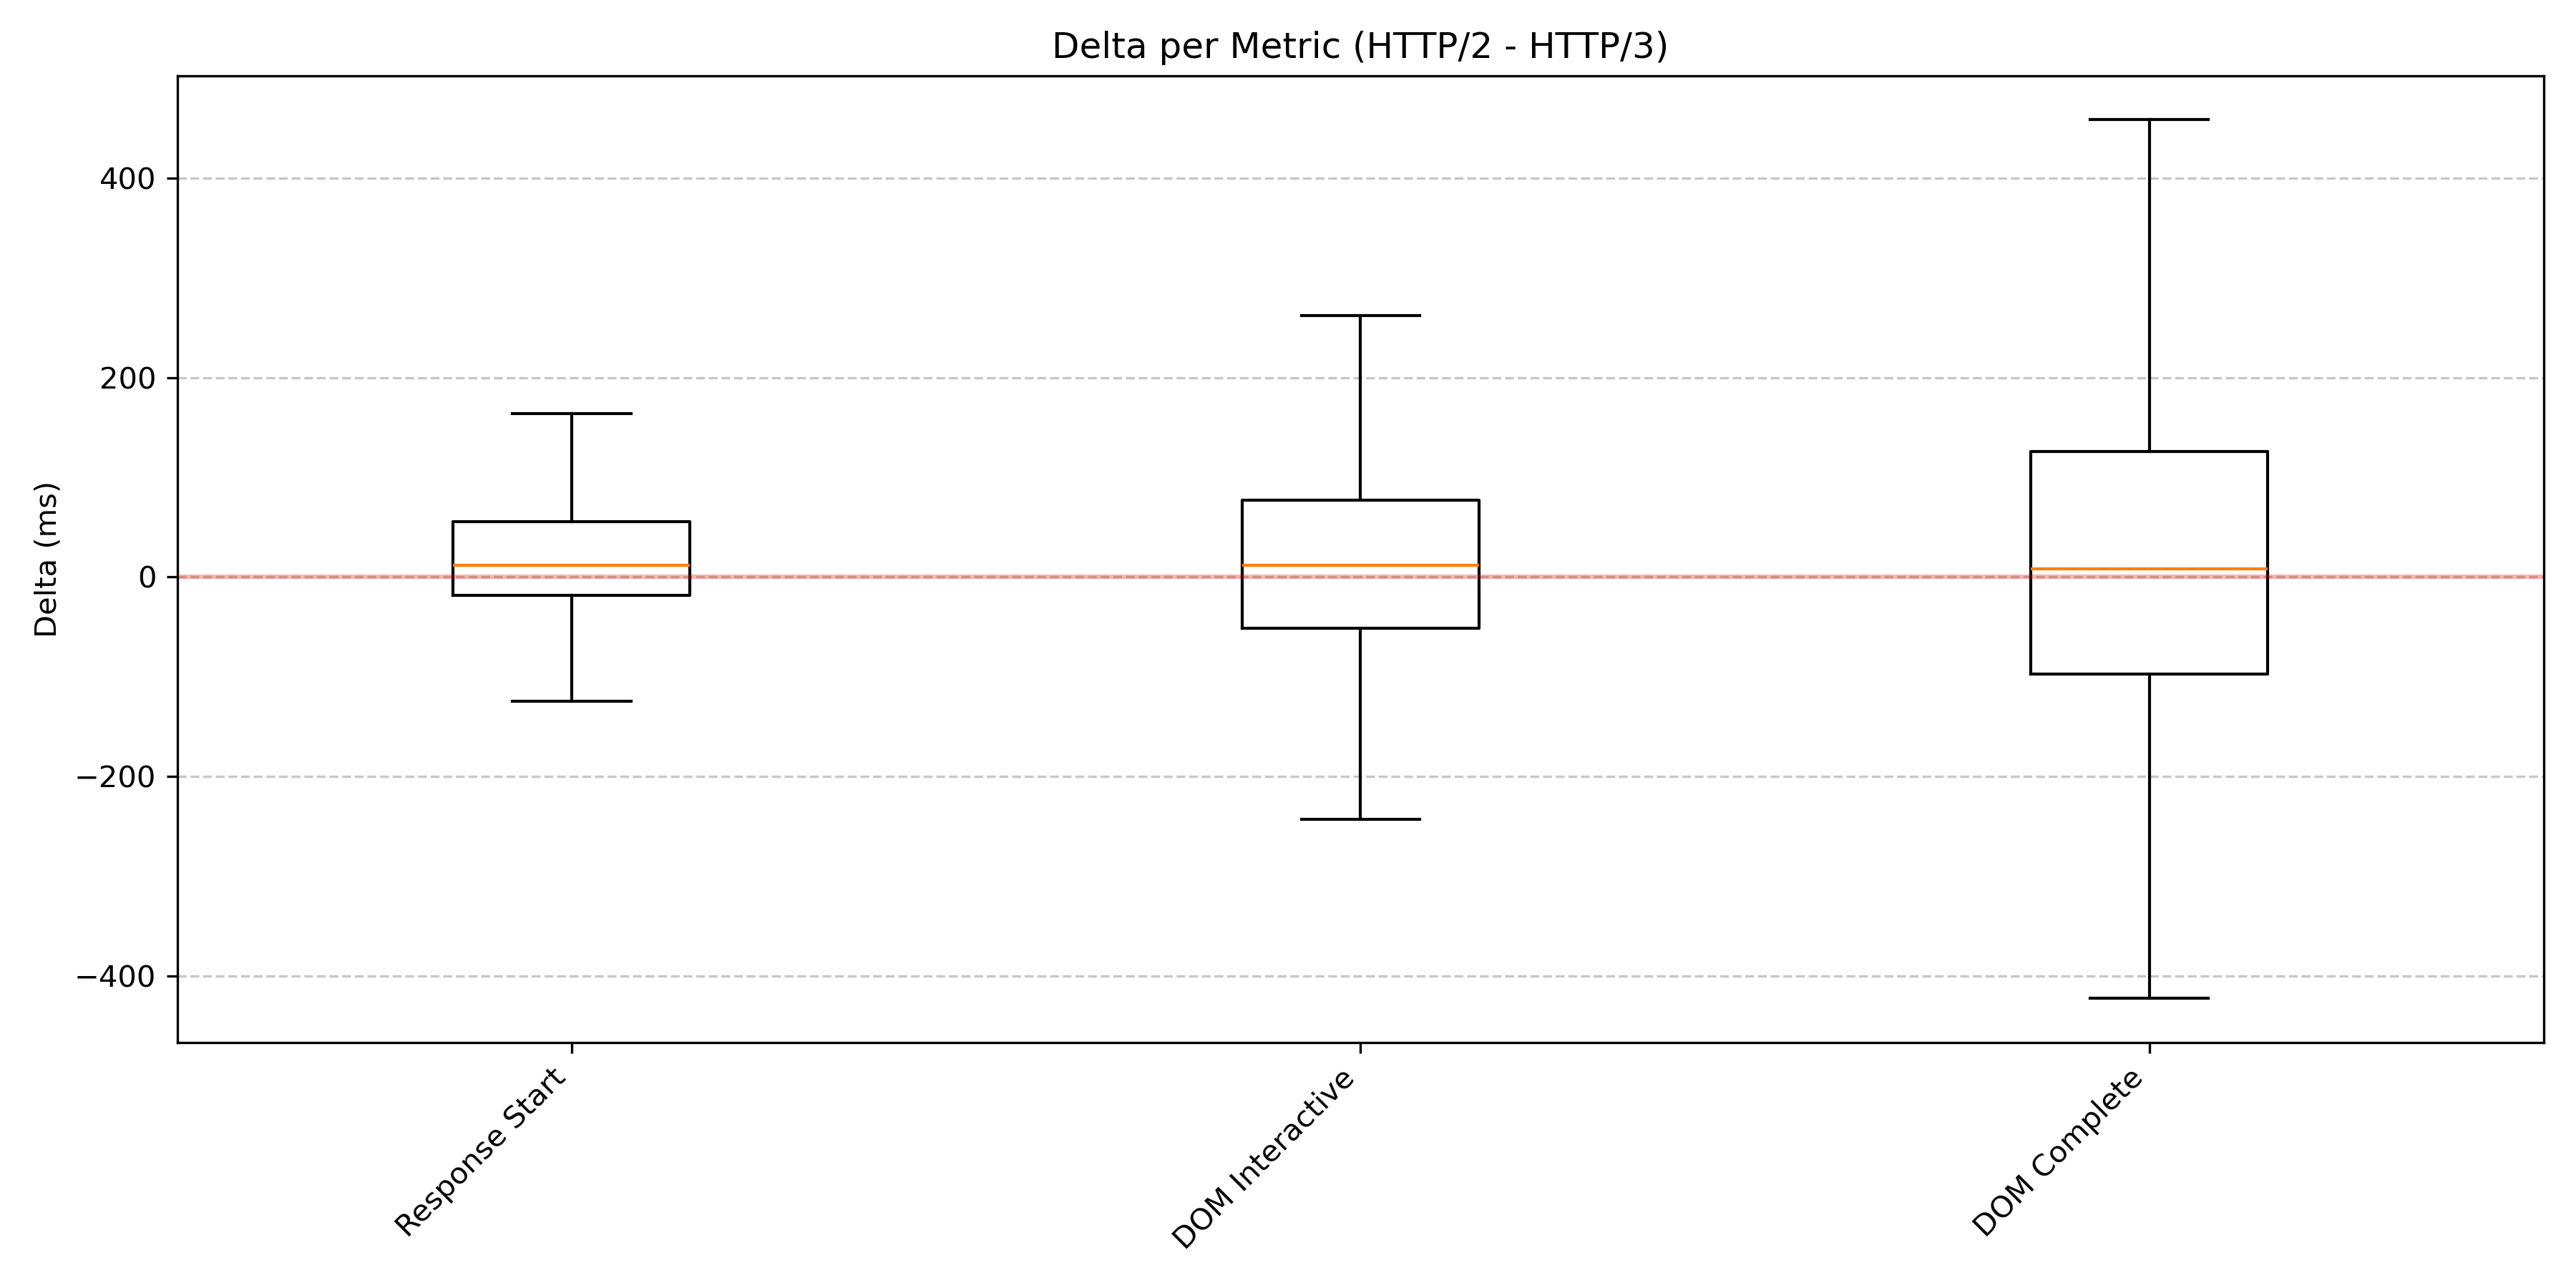 Delta per Metric (HTTP/2 - HTTP/3)
Delta (ms)
400
200
0
−200
−400
Response Start
DOM Interactive
DOM Complete